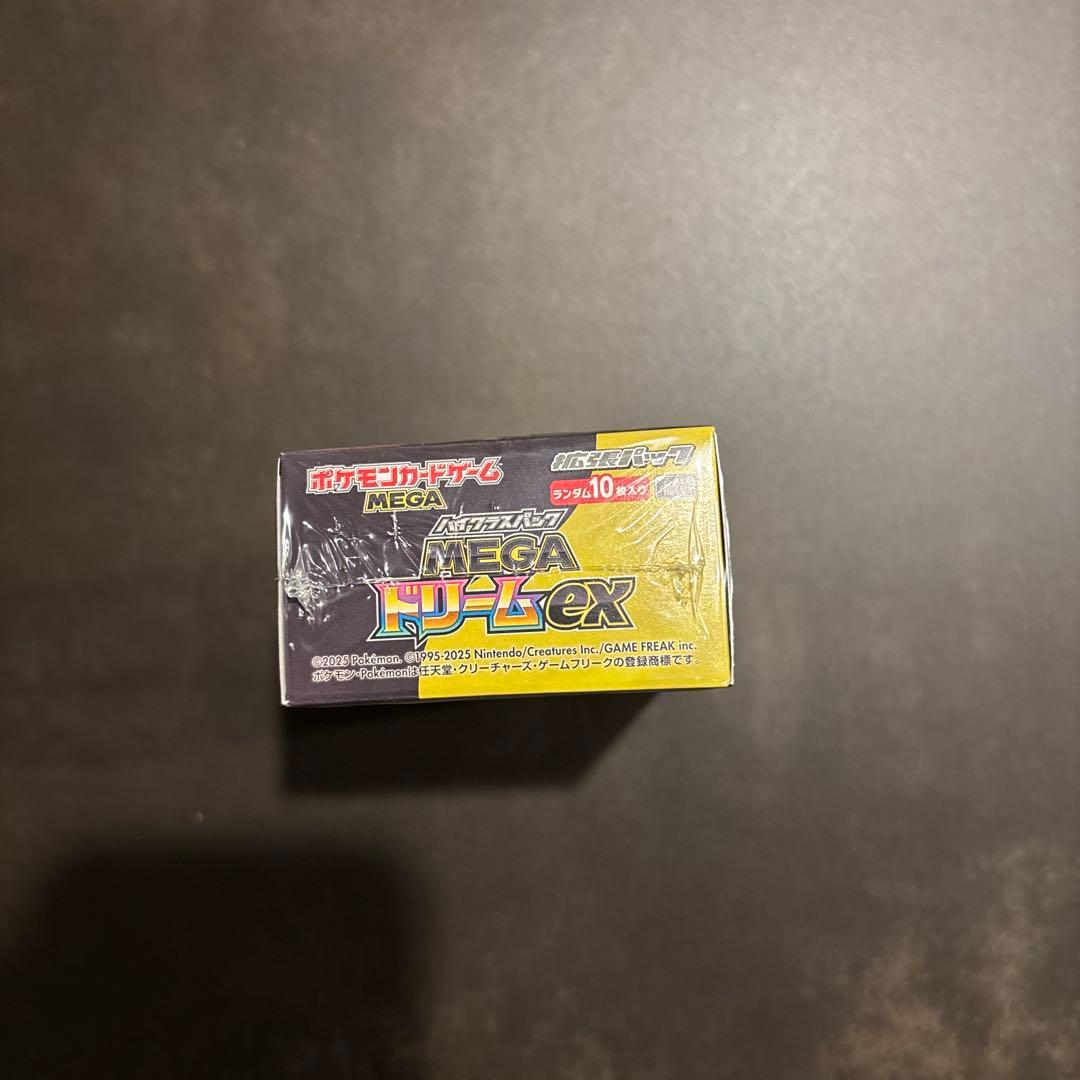 ポケモンカードゲーム
MEGA
拡張パック
ランダム10枚入り
ハイクラスパック
MEGA
ドリームex
©2025 Pokémon. ©1995-2025 Nintendo/Creatures Inc./GAME FREAK inc.
ポケモン・Pokémonは任天堂・クリーチャーズ・ゲームフリークの登録商標です。